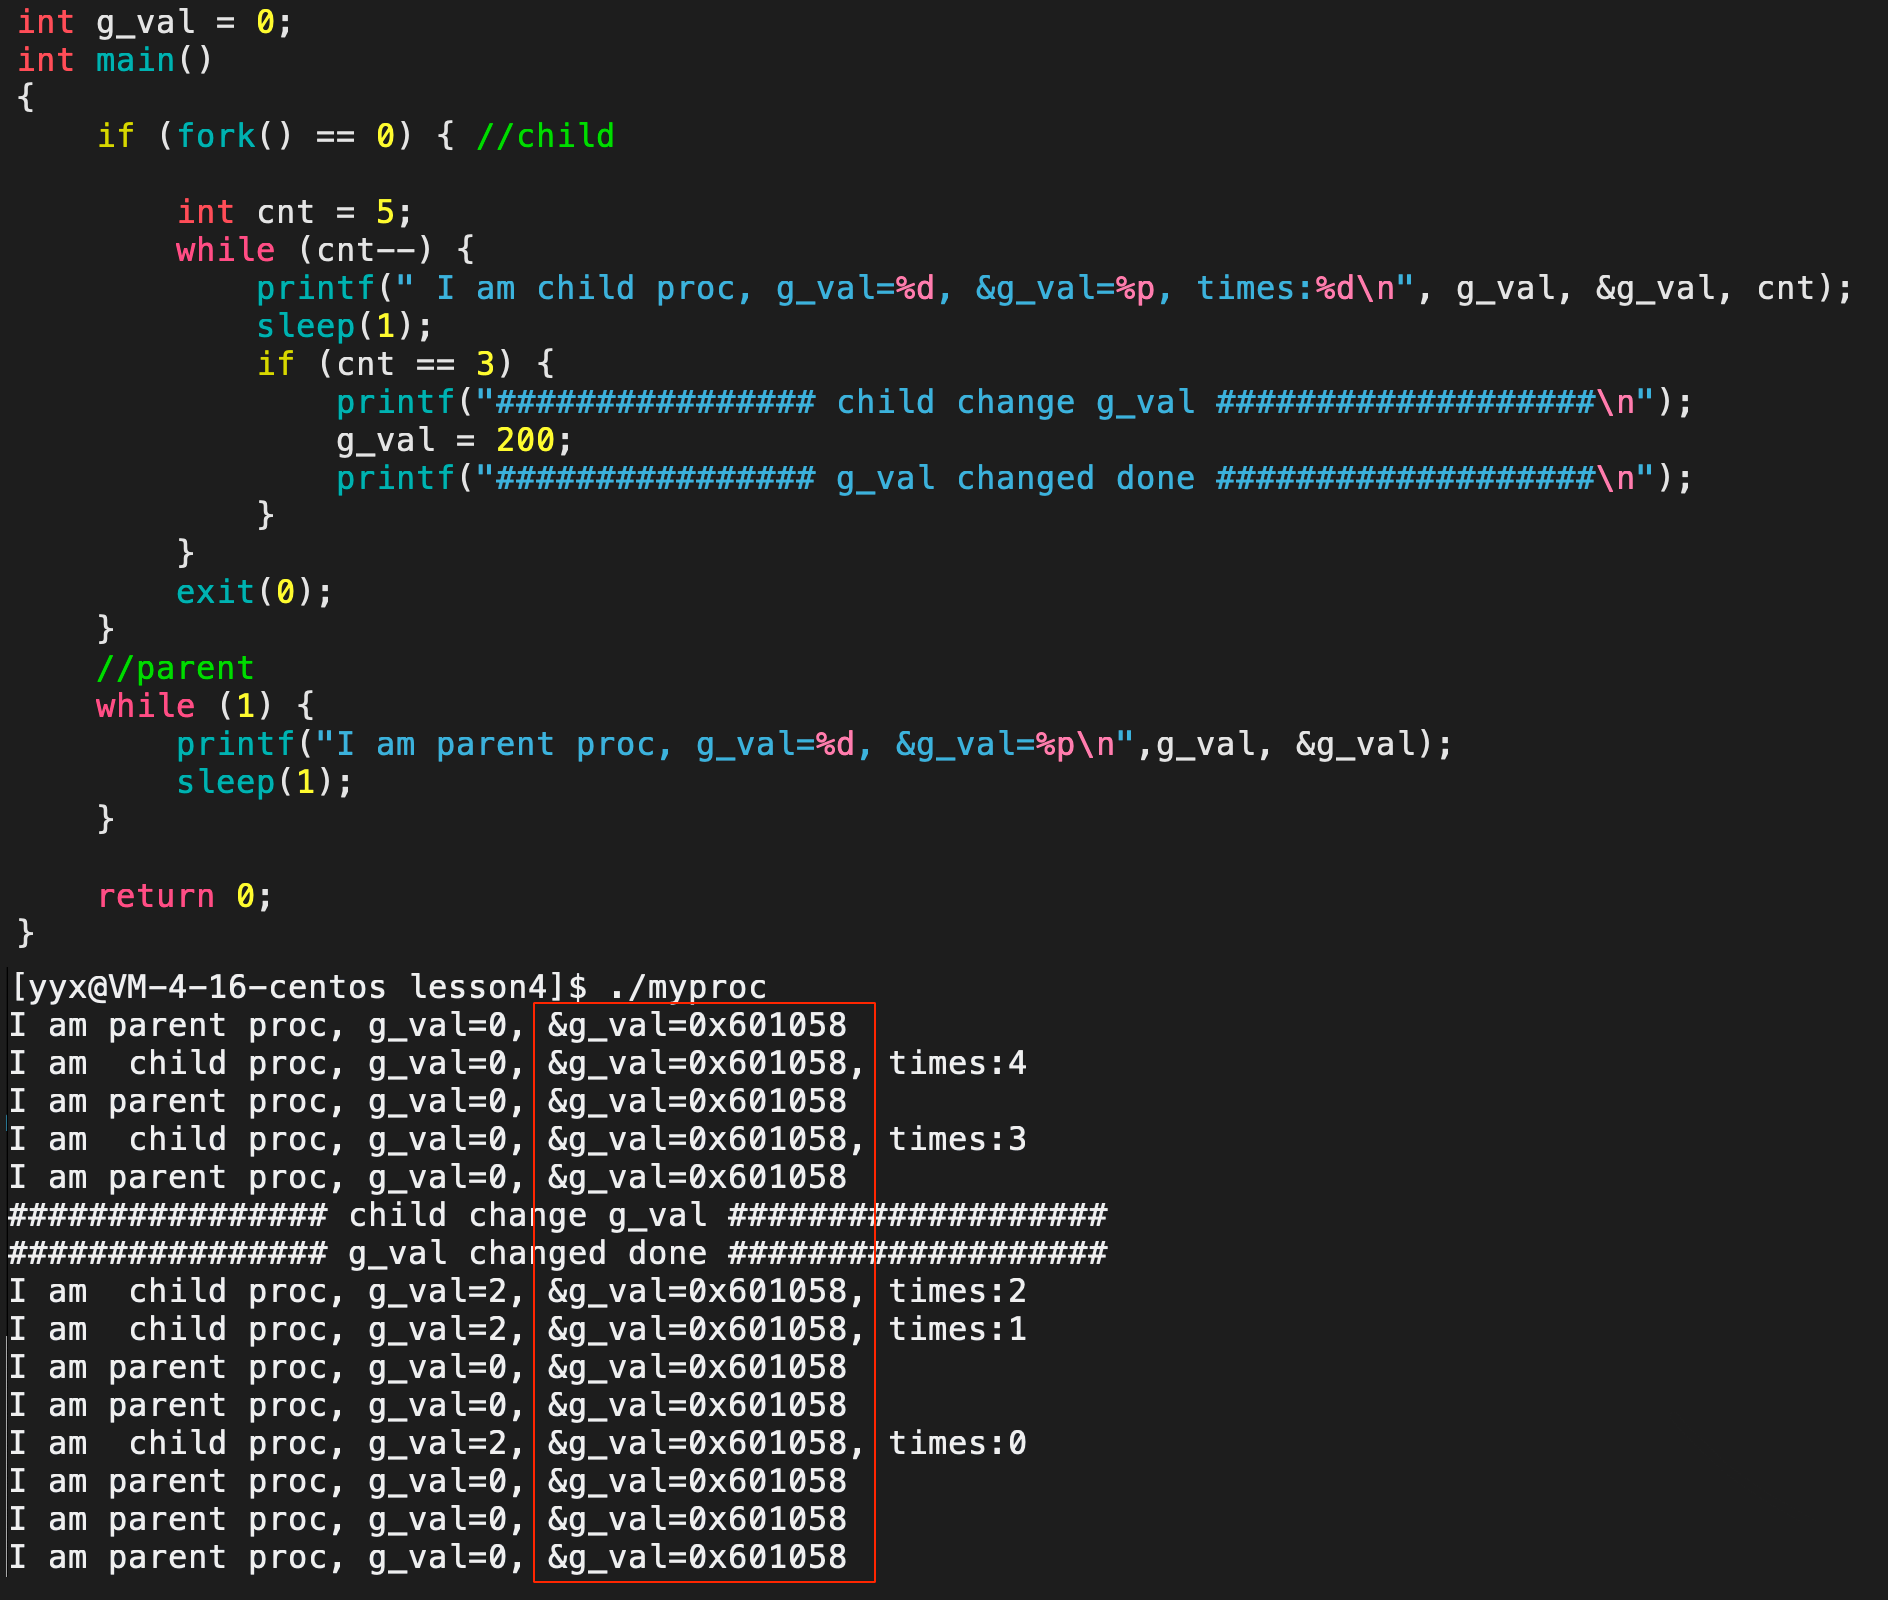 int g_val = 0;
int main()
{
    if (fork() == 0) { //child

        int cnt = 5;
        while (cnt--) {
            printf(" I am child proc, g_val=%d, &g_val=%p, times:%d\n", g_val, &g_val, cnt);
            sleep(1);
            if (cnt == 3) {
                printf("################ child change g_val ###################\n");
                g_val = 200;
                printf("################ g_val changed done ###################\n");
            }
        }
        exit(0);
    }
    //parent
    while (1) {
        printf("I am parent proc, g_val=%d, &g_val=%p\n",g_val, &g_val);
        sleep(1);
    }

    return 0;
}
[yyx@VM-4-16-centos lesson4]$ ./myproc
I am parent proc, g_val=0, &g_val=0x601058
I am  child proc, g_val=0, &g_val=0x601058, times:4
I am parent proc, g_val=0, &g_val=0x601058
I am  child proc, g_val=0, &g_val=0x601058, times:3
I am parent proc, g_val=0, &g_val=0x601058
################ child change g_val ###################
################ g_val changed done ###################
I am  child proc, g_val=2, &g_val=0x601058, times:2
I am  child proc, g_val=2, &g_val=0x601058, times:1
I am parent proc, g_val=0, &g_val=0x601058
I am parent proc, g_val=0, &g_val=0x601058
I am  child proc, g_val=2, &g_val=0x601058, times:0
I am parent proc, g_val=0, &g_val=0x601058
I am parent proc, g_val=0, &g_val=0x601058
I am parent proc, g_val=0, &g_val=0x601058